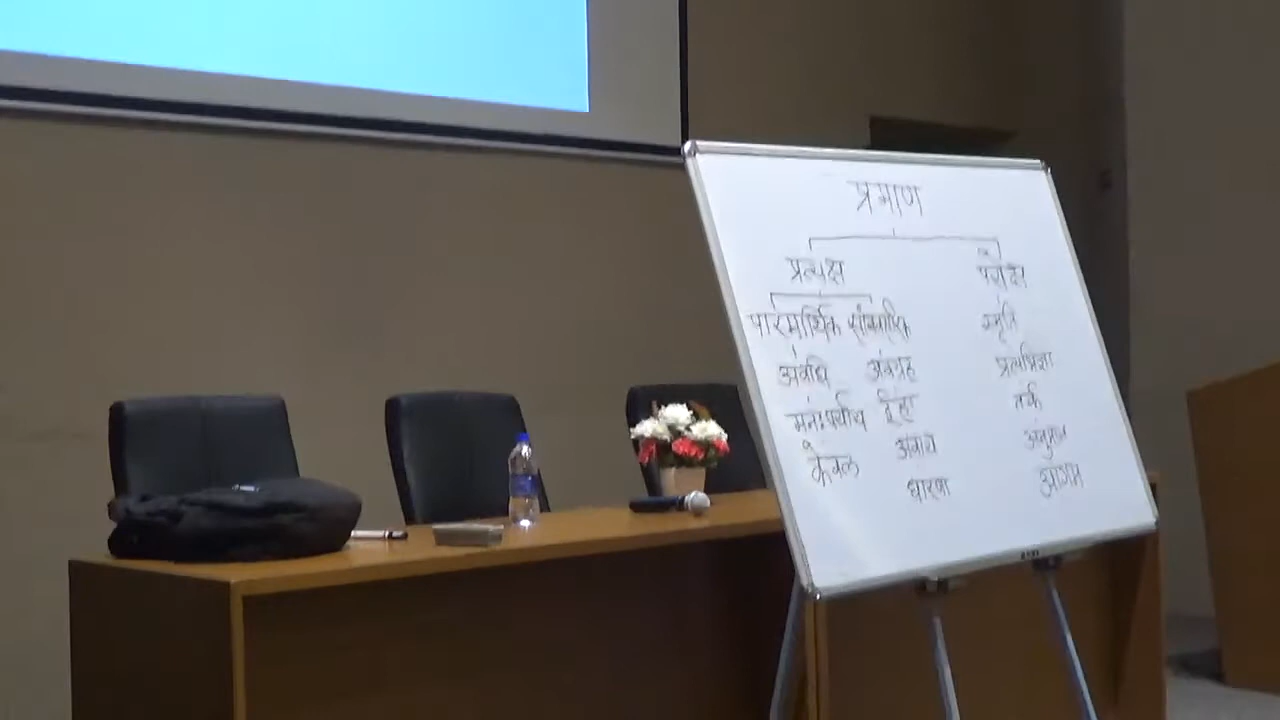 प्रमाण
प्रत्यक्ष परोक्ष
पारमार्थिक सांव्यवहारिक स्मृति
अवधि अवग्रह प्रत्यभिज्ञा
मनःपर्याय ईहा तर्क
केवल अवाय अनुमान
धारणा आगम